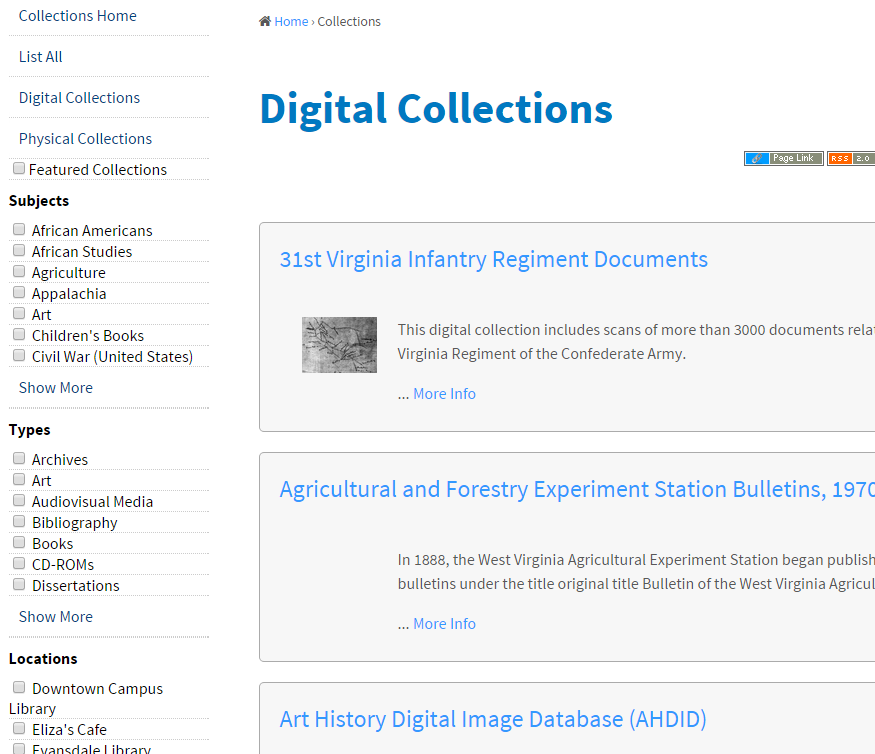 Collections Home
List All
Digital Collections
Physical Collections
Featured Collections
Subjects
African Americans
African Studies
Agriculture
Appalachia
Art
Children's Books
Civil War (United States)
Show More
Types
Archives
Art
Audiovisual Media
Bibliography
Books
CD-ROMs
Dissertations
Show More
Locations
Downtown Campus
Library
Eliza's Cafe
Evansdale Library
Home › Collections
Digital Collections
Page Link
RSS 2.0
31st Virginia Infantry Regiment Documents
This digital collection includes scans of more than 3000 documents rela
Virginia Regiment of the Confederate Army.
... More Info
Agricultural and Forestry Experiment Station Bulletins, 1970
In 1888, the West Virginia Agricultural Experiment Station began publish
bulletins under the title original title Bulletin of the West Virginia Agricul
... More Info
Art History Digital Image Database (AHDID)